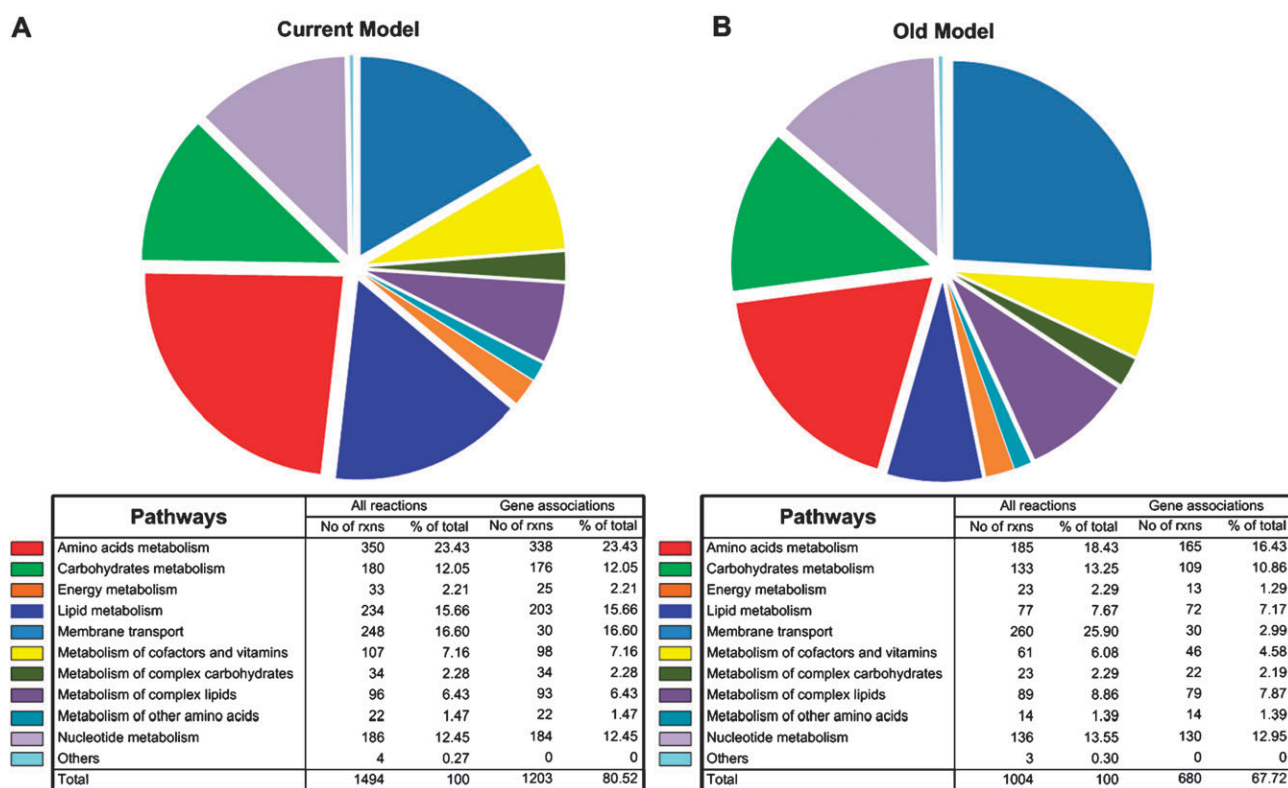 A
Current Model
Pathways All reactions Gene associations
No of rxns % of total No of rxns % of total
Amino acids metabolism 350 23.43 338 23.43
Carbohydrates metabolism 180 12.05 176 12.05
Energy metabolism 33 2.21 25 2.21
Lipid metabolism 234 15.66 203 15.66
Membrane transport 248 16.60 30 16.60
Metabolism of cofactors and vitamins 107 7.16 98 7.16
Metabolism of complex carbohydrates 34 2.28 34 2.28
Metabolism of complex lipids 96 6.43 93 6.43
Metabolism of other amino acids 22 1.47 22 1.47
Nucleotide metabolism 186 12.45 184 12.45
Others 4 0.27 0 0
Total 1494 100 1203 80.52
B
Old Model
Pathways All reactions Gene associations
No of rxns % of total No of rxns % of total
Amino acids metabolism 185 18.43 165 16.43
Carbohydrates metabolism 133 13.25 109 10.86
Energy metabolism 23 2.29 13 1.29
Lipid metabolism 77 7.67 72 7.17
Membrane transport 260 25.90 30 2.99
Metabolism of cofactors and vitamins 61 6.08 46 4.58
Metabolism of complex carbohydrates 23 2.29 22 2.19
Metabolism of complex lipids 89 8.86 79 7.87
Metabolism of other amino acids 14 1.39 14 1.39
Nucleotide metabolism 136 13.55 130 12.95
Others 3 0.30 0 0
Total 1004 100 680 67.72